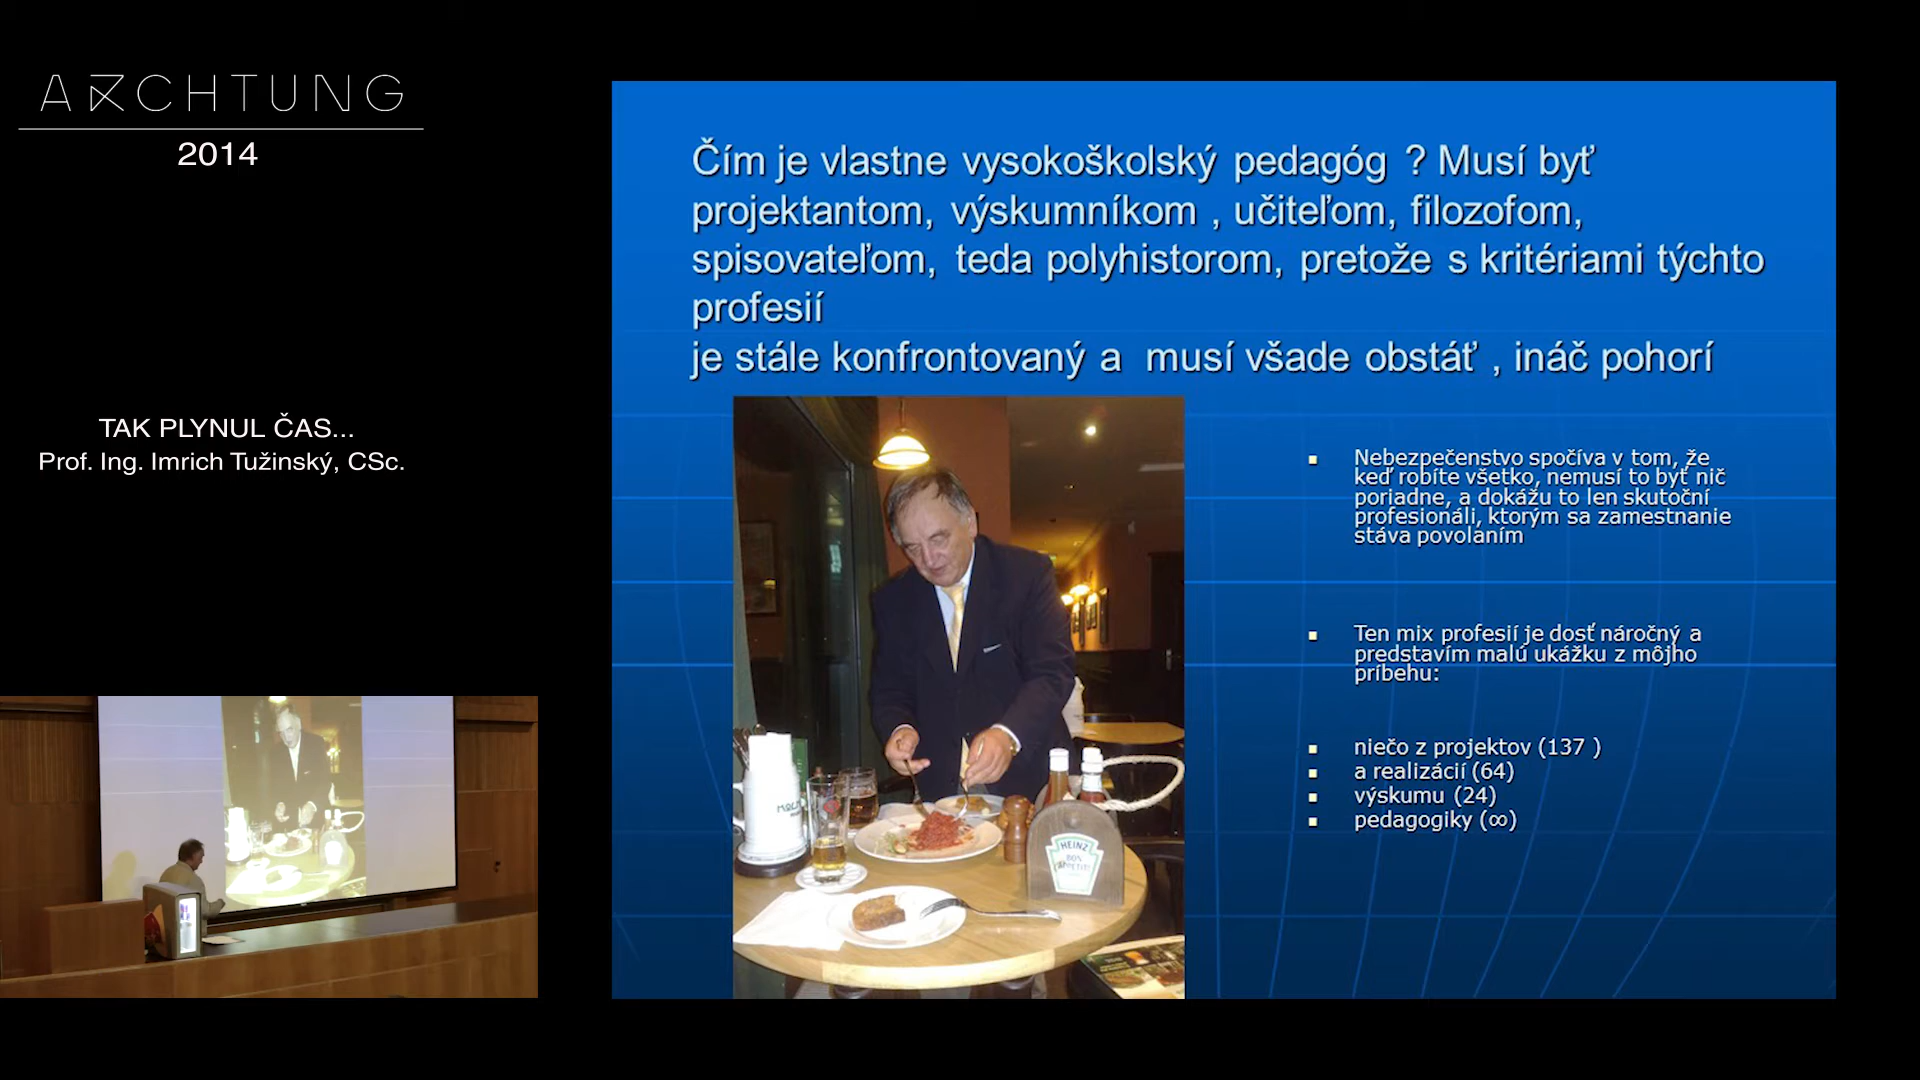 ARCHTUNG
2014
TAK PLYNUL ČAS...
Prof. Ing. Imrich Tužinský, CSc.
Čím je vlastne vysokoškolský pedagóg ? Musí byť
projektantom, výskumníkom , učiteľom, filozofom,
spisovateľom, teda polyhistorom, pretože s kritériami týchto
profesií
je stále konfrontovaný a musí všade obstáť , ináč pohorí
Nebezpečenstvo spočíva v tom, že
keď robíte všetko, nemusí to byť nič
poriadne, a dokážu to len skutoční
profesionáli, ktorým sa zamestnanie
stáva povolaním
Ten mix profesií je dosť náročný a
predstavím malú ukážku z môjho
príbehu:
niečo z projektov (137 )
a realizácií (64)
výskumu (24)
pedagogiky (∞)
HEINZ
BON
APPETIT!